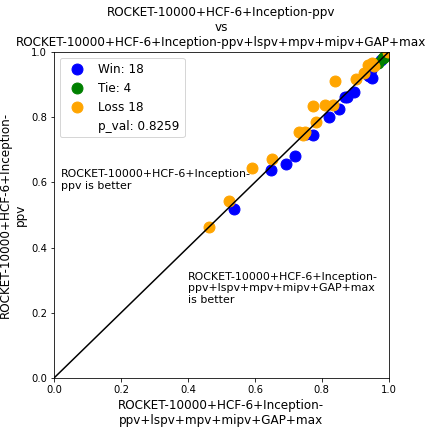 ROCKET-10000+HCF-6+Inception-ppv
vs
ROCKET-10000+HCF-6+Inception-ppv+lspv+mpv+mipv+GAP+max
Win: 18
Tie: 4
Loss 18
p_val: 0.8259
ROCKET-10000+HCF-6+Inception-
ppv is better
ROCKET-10000+HCF-6+Inception-
ppv+lspv+mpv+mipv+GAP+max
is better
ROCKET-10000+HCF-6+Inception-
ppv
1.0
0.8
0.6
0.4
0.2
0.0
0.0 0.2 0.4 0.6 0.8 1.0
ROCKET-10000+HCF-6+Inception-
ppv+lspv+mpv+mipv+GAP+max